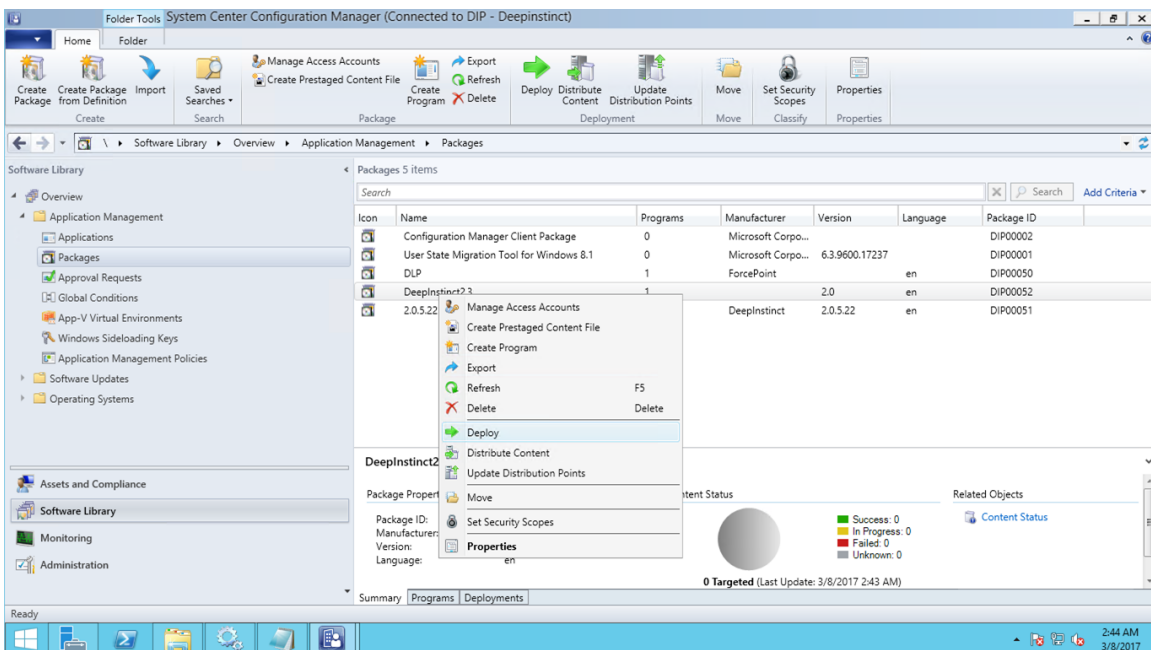 Folder Tools System Center Configuration Manager (Connected to DIP - Deepinstinct)
Home Folder
Create Package
Create Package from Definition
Import
Saved Searches
Manage Access Accounts
Create Prestaged Content File
Create Program
Export
Refresh
Delete
Deploy
Distribute Content
Update Distribution Points
Move
Set Security Scopes
Properties
Create Search Package Deployment Move Classify Properties
\ Software Library Overview Application Management Packages
Software Library
Overview
Application Management
Applications
Packages
Approval Requests
Global Conditions
App-V Virtual Environments
Windows Sideloading Keys
Application Management Policies
Software Updates
Operating Systems
Assets and Compliance
Software Library
Monitoring
Administration
Packages 5 items
Search Search Add Criteria
Icon Name Programs Manufacturer Version Language Package ID
Configuration Manager Client Package 0 Microsoft Corpo... DIP00002
User State Migration Tool for Windows 8.1 0 Microsoft Corpo... 6.3.9600.17237 DIP00001
DLP 1 ForcePoint en DIP00050
DeepInstinct2.3 1 2.0 en DIP00052
2.0.5.22 DeepInstinct 2.0.5.22 en DIP00051
Manage Access Accounts
Create Prestaged Content File
Create Program
Export
Refresh F5
Delete Delete
Deploy
Distribute Content
Update Distribution Points
Move
Set Security Scopes
Properties
DeepInstinct2
Package Propert
Package ID:
Manufacturer:
Version:
Language: en
tent Status
Success: 0
In Progress: 0
Failed: 0
Unknown: 0
0 Targeted (Last Update: 3/8/2017 2:43 AM)
Related Objects
Content Status
Summary Programs Deployments
Ready
2:44 AM
3/8/2017